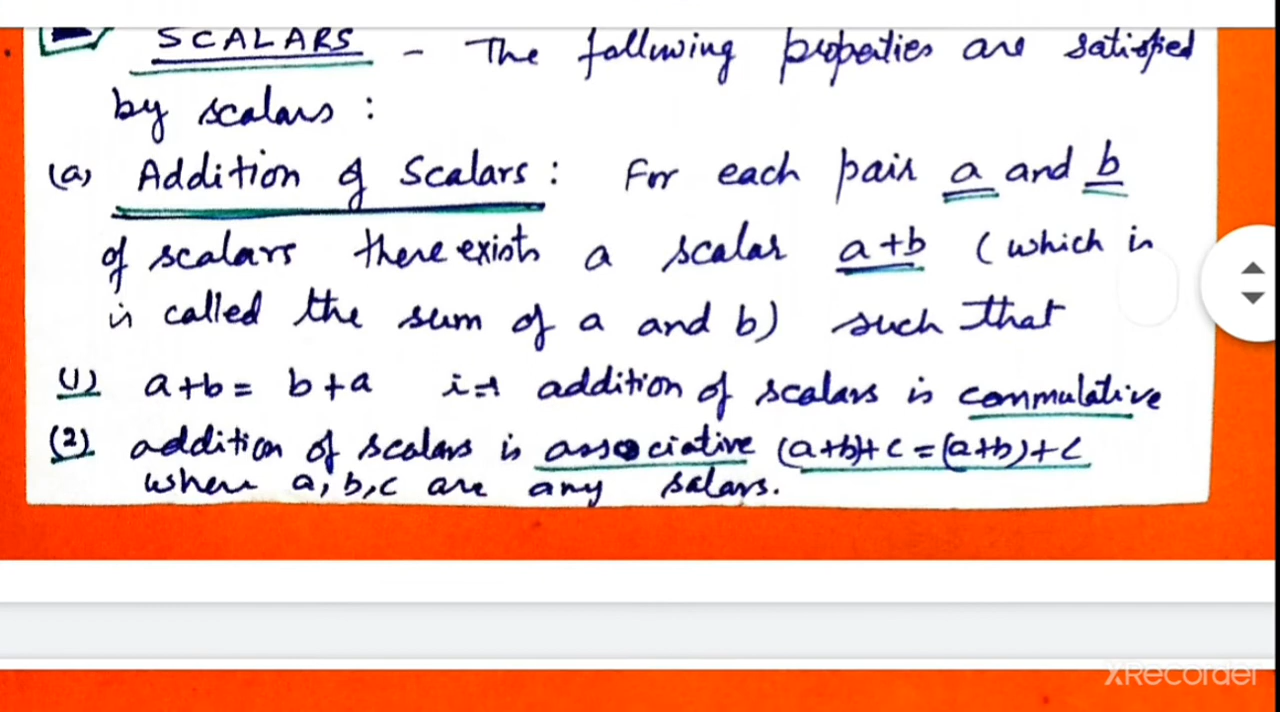 SCALARS - The following properties are satisfied
by scalars :
(a) Addition of Scalars : For each pair a and b
of scalars there exists a scalar a+b ( which is
is called the sum of a and b) such that
(1) a+b = b+a i.e addition of scalars is commulative
(2) addition of scalars is associative (a+b)+c = (a+b)+c
where a, b, c are any salars.
XRecorder